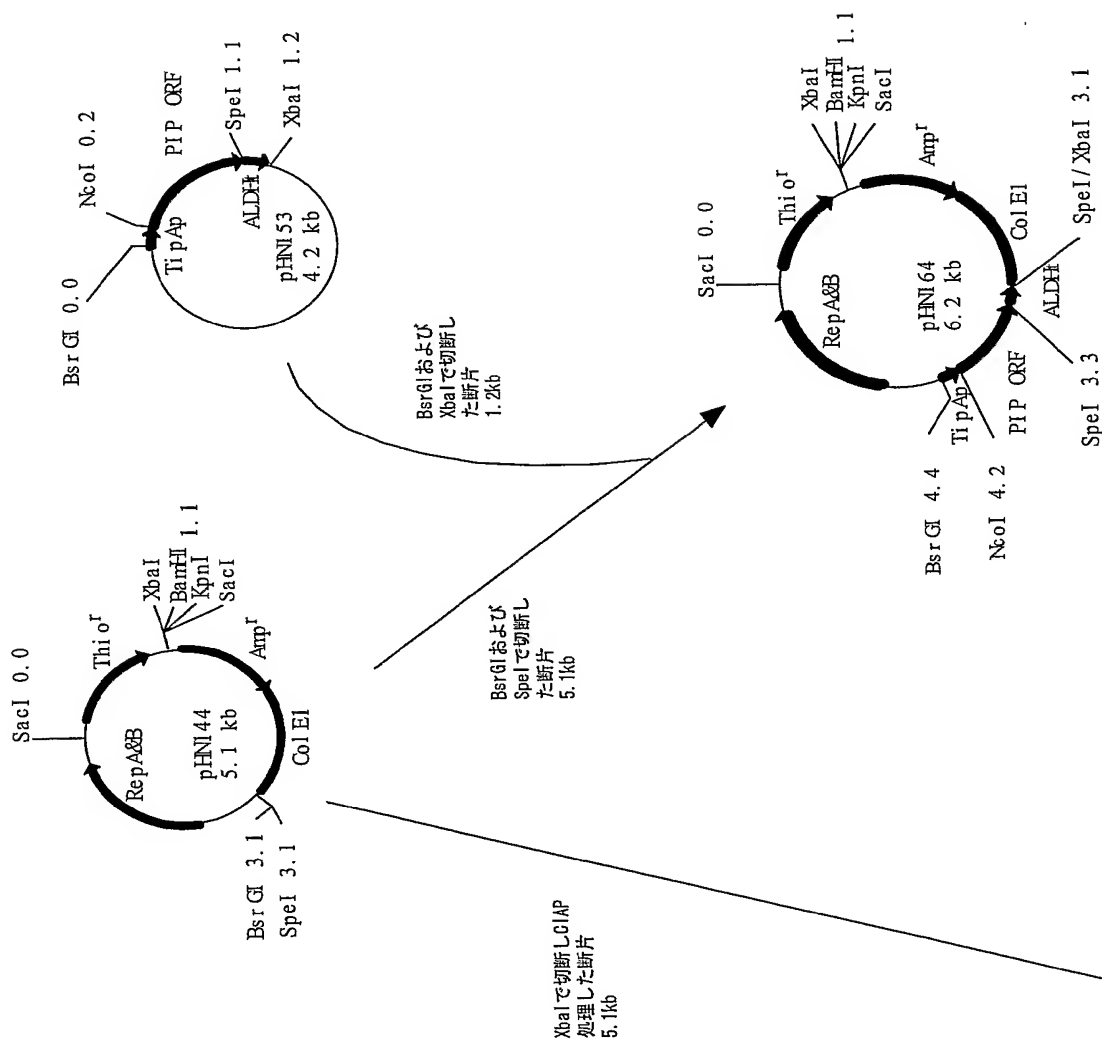 BsrGI 0.0
NcoI 0.2
TipAp
PIP ORF
SpeI 1.1
ALDHt
XbaI 1.2
pHN153
4.2 kb
SacI 0.0
RepA&B
Thio^r
XbaI
BamHI 1.1
KpnI
SacI
pHN144
5.1 kb
Amp^r
ColE1
BsrGI 3.1
SpeI 3.1
BsrGIおよび
XbaIで切断し
た断片
1.2kb
BsrGIおよび
SpeIで切断し
た断片
5.1kb
XbaIで切断しCIAP
処理した断片
5.1kb
SacI 0.0
RepA&B
Thio^r
XbaI
BamHI 1.1
KpnI
SacI
pHN164
6.2 kb
Amp^r
ColE1
BsrGI 4.4
TipAp
NcoI 4.2
PIP ORF
SpeI 3.3
ALDHt
SpeI/XbaI 3.1